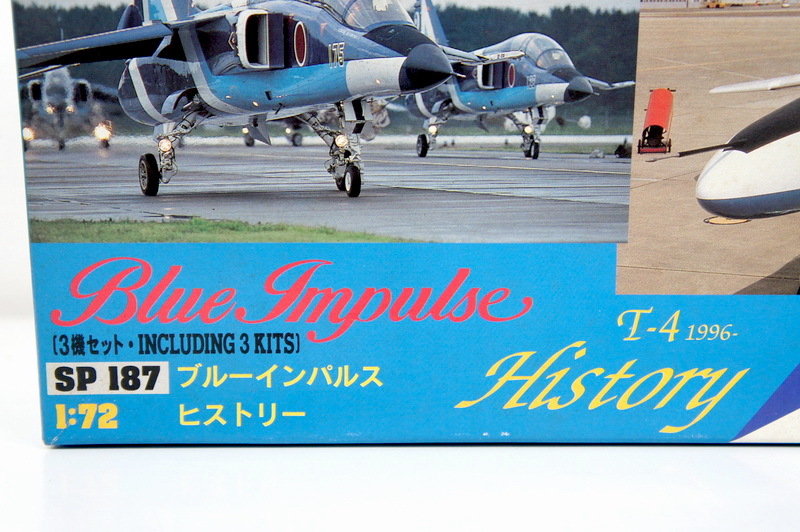 175
Blue Impulse
(3機セット・INCLUDING 3 KITS)
T-4 1996-
SP 187 ブルーインパルス
History
1:72 ヒストリー